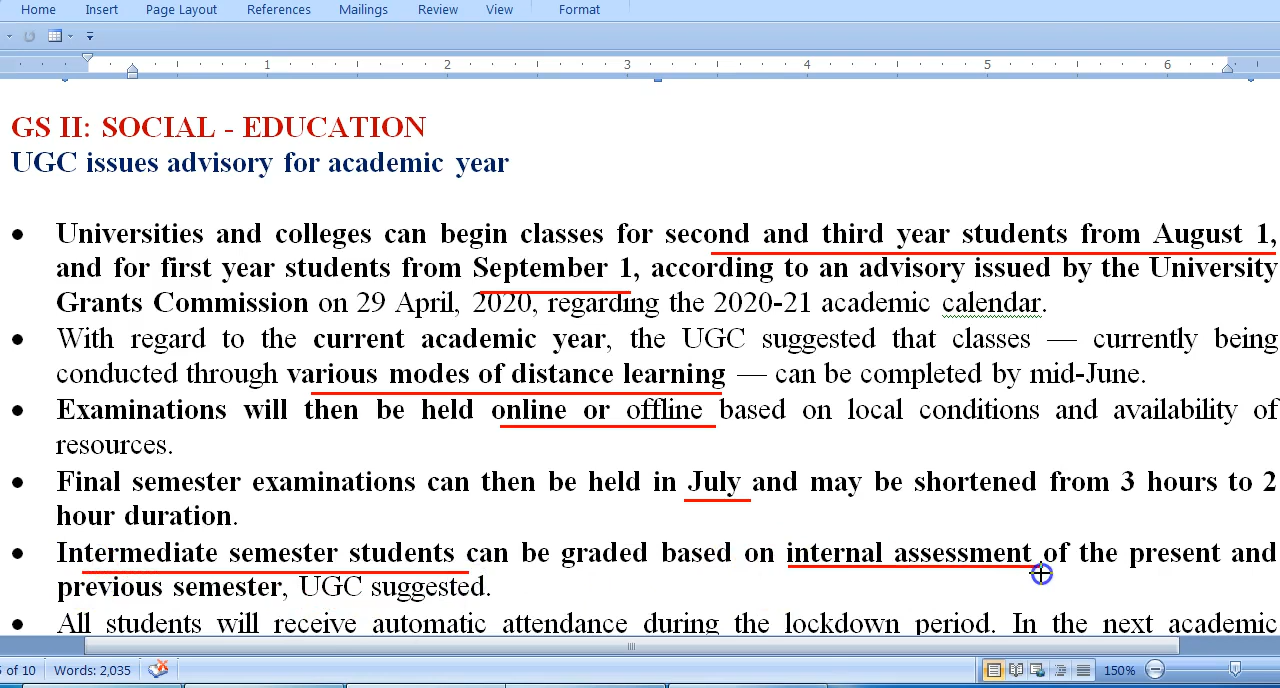 Home Insert Page Layout References Mailings Review View Format
1 2 3 4 5 6
GS II: SOCIAL - EDUCATION
UGC issues advisory for academic year
• Universities and colleges can begin classes for second and third year students from August 1,
and for first year students from September 1, according to an advisory issued by the University
Grants Commission on 29 April, 2020, regarding the 2020-21 academic calendar.
• With regard to the current academic year, the UGC suggested that classes — currently being
conducted through various modes of distance learning — can be completed by mid-June.
• Examinations will then be held online or offline based on local conditions and availability of
resources.
• Final semester examinations can then be held in July and may be shortened from 3 hours to 2
hour duration.
• Intermediate semester students can be graded based on internal assessment of the present and
previous semester, UGC suggested.
• All students will receive automatic attendance during the lockdown period. In the next academic
of 10 Words: 2,035 150%